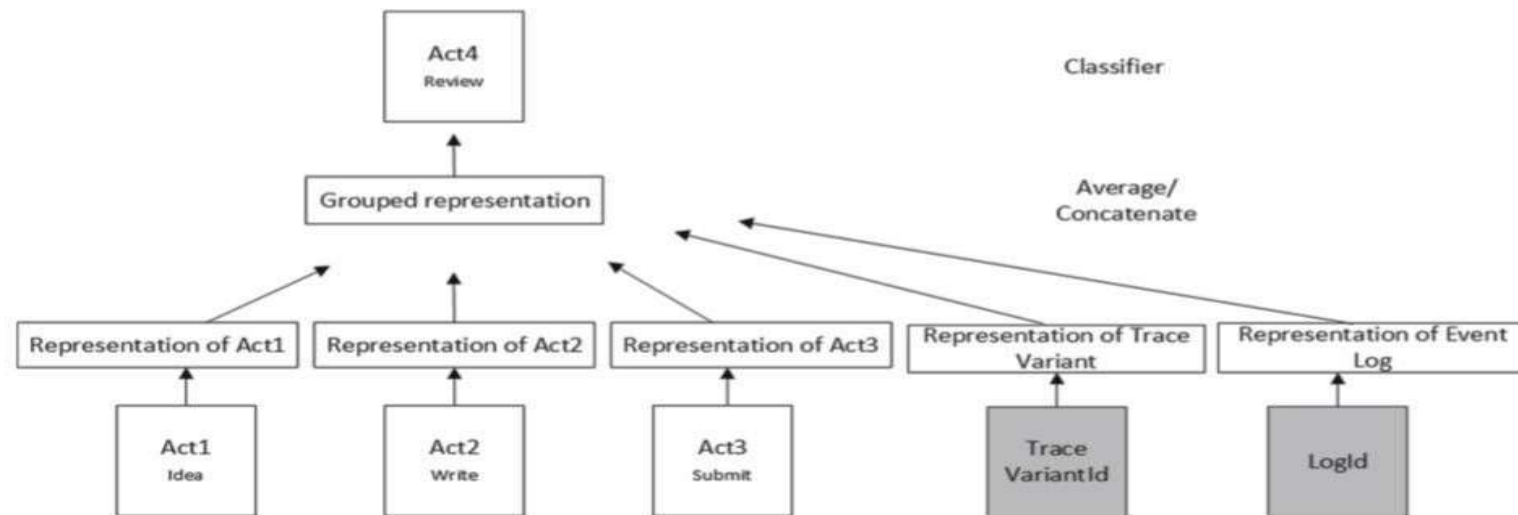 Act4
Review
Classifier
Grouped representation
Average/
Concatenate
Representation of Act1
Representation of Act2
Representation of Act3
Representation of Trace
Variant
Representation of Event
Log
Act1
Idea
Act2
Write
Act3
Submit
Trace
VariantId
LogId